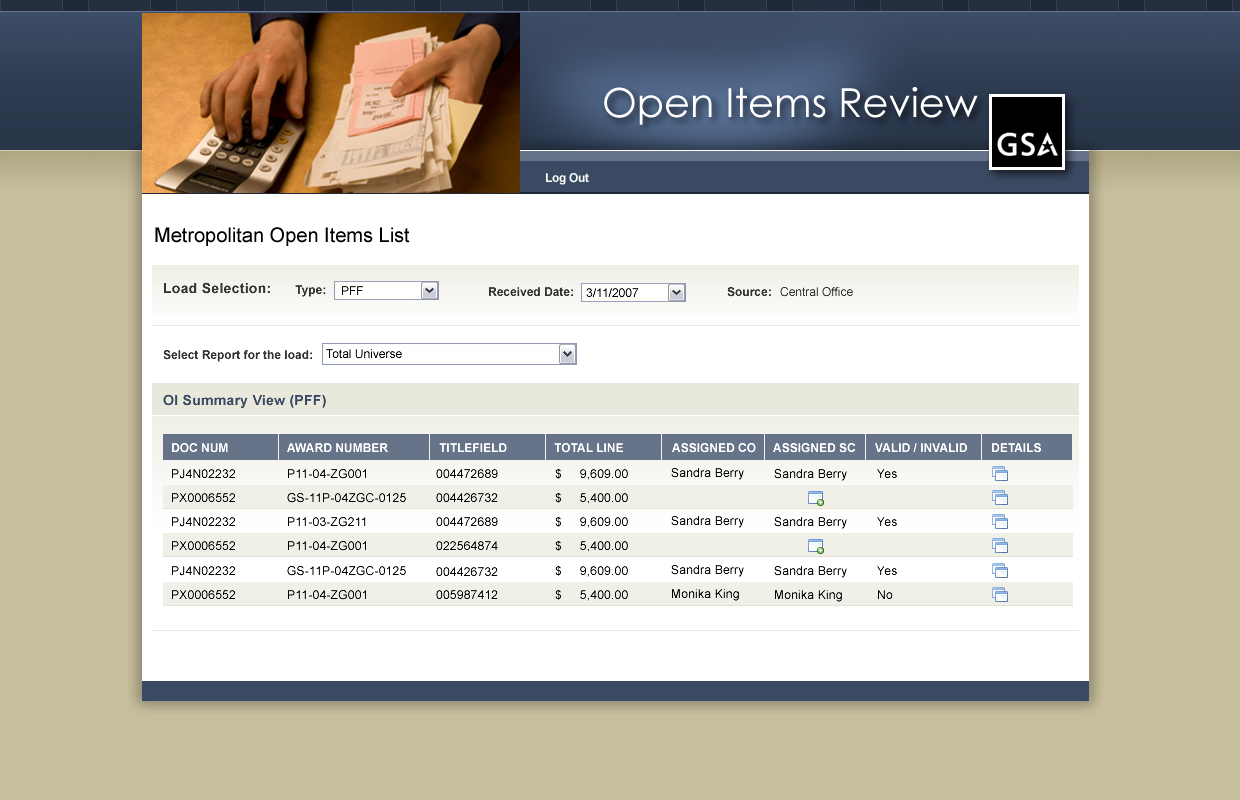 Open Items Review
GSA
Log Out
Metropolitan Open Items List
Load Selection: Type: PFF Received Date: 3/11/2007 Source: Central Office
Select Report for the load: Total Universe
OI Summary View (PFF)
DOC NUM AWARD NUMBER TITLEFIELD TOTAL LINE ASSIGNED CO ASSIGNED SC VALID / INVALID DETAILS
PJ4N02232 P11-04-ZG001 004472689 $ 9,609.00 Sandra Berry Sandra Berry Yes
PX0006552 GS-11P-04ZGC-0125 004426732 $ 5,400.00
PJ4N02232 P11-03-ZG211 004472689 $ 9,609.00 Sandra Berry Sandra Berry Yes
PX0006552 P11-04-ZG001 022564874 $ 5,400.00
PJ4N02232 GS-11P-04ZGC-0125 004426732 $ 9,609.00 Sandra Berry Sandra Berry Yes
PX0006552 P11-04-ZG001 005987412 $ 5,400.00 Monika King Monika King No